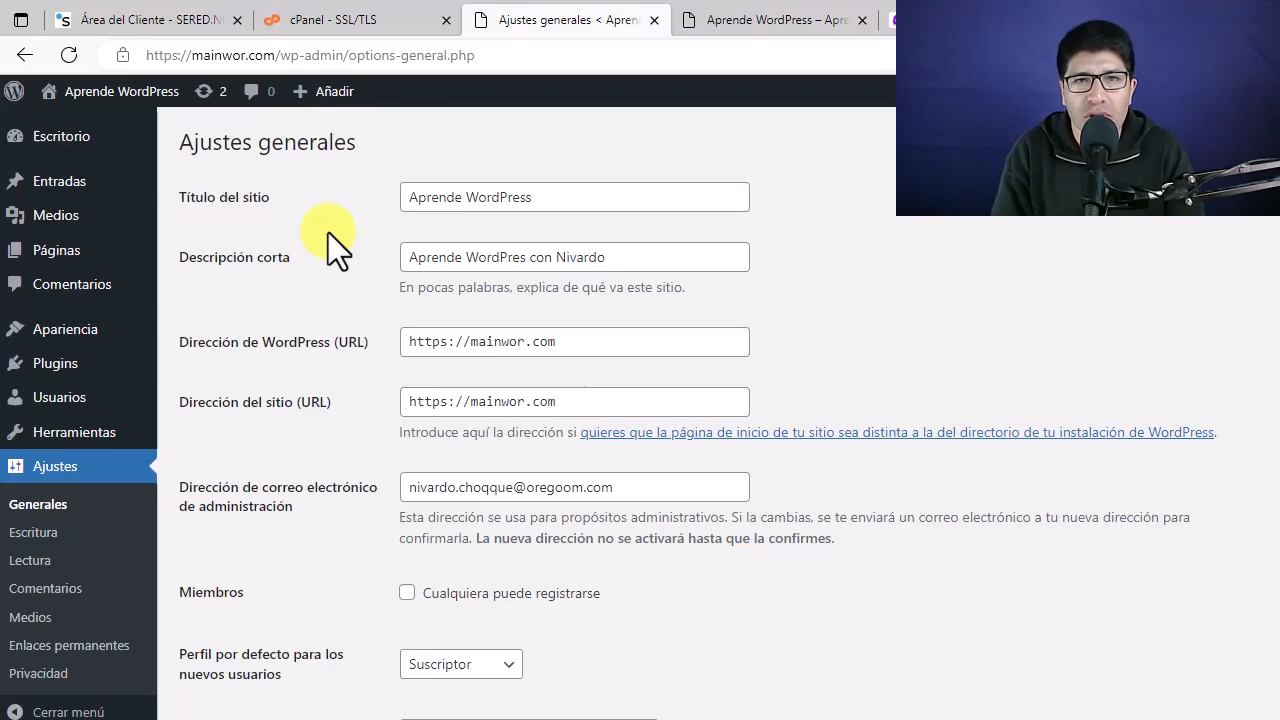 Área del Cliente - SERED.N
cPanel - SSL/TLS
Ajustes generales < Apren
Aprende WordPress – Apre
https://mainwor.com/wp-admin/options-general.php
Aprende WordPress
2
0
Añadir
Escritorio
Entradas
Medios
Páginas
Comentarios
Apariencia
Plugins
Usuarios
Herramientas
Ajustes
Generales
Escritura
Lectura
Comentarios
Medios
Enlaces permanentes
Privacidad
Cerrar menú
Ajustes generales
Título del sitio
Aprende WordPress
Descripción corta
Aprende WordPres con Nivardo
En pocas palabras, explica de qué va este sitio.
Dirección de WordPress (URL)
https://mainwor.com
Dirección del sitio (URL)
https://mainwor.com
Introduce aquí la dirección si quieres que la página de inicio de tu sitio sea distinta a la del directorio de tu instalación de WordPress.
Dirección de correo electrónico
de administración
nivardo.choqque@oregoom.com
Esta dirección se usa para propósitos administrativos. Si la cambias, se te enviará un correo electrónico a tu nueva dirección para
confirmarla. La nueva dirección no se activará hasta que la confirmes.
Miembros
Cualquiera puede registrarse
Perfil por defecto para los
nuevos usuarios
Suscriptor